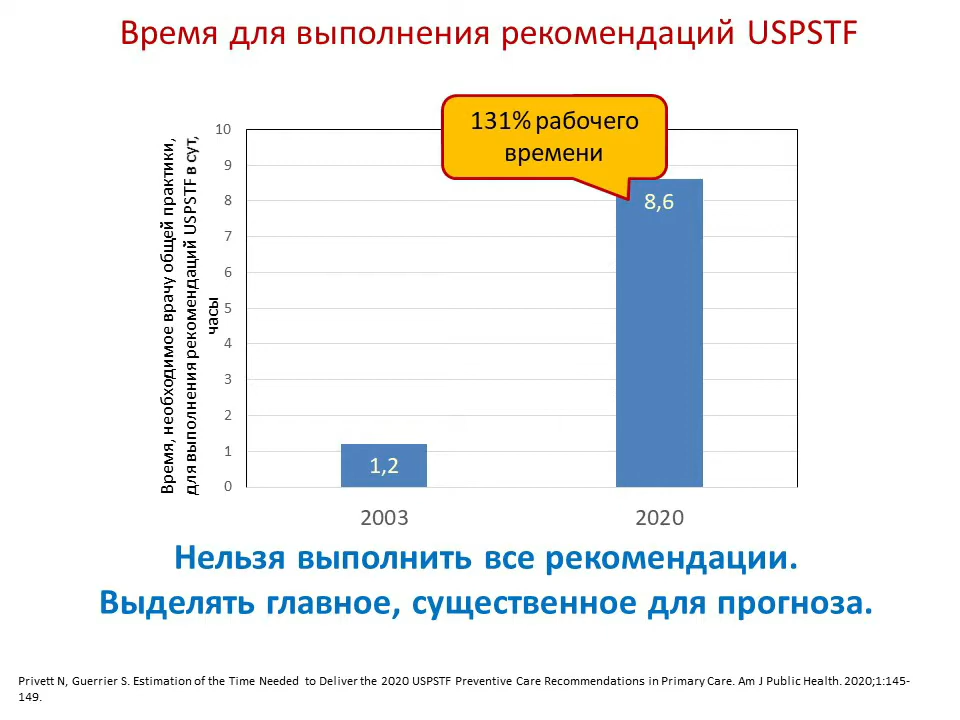 Время для выполнения рекомендаций USPSTF
131% рабочего
времени
Время, необходимое врачу общей практики,
для выполнения рекомендаций USPSTF в сут,
часы
10
9
8
7
6
5
4
3
2
1
0
8,6
1,2
2003
2020
Нельзя выполнить все рекомендации.
Выделять главное, существенное для прогноза.
Privett N, Guerrier S. Estimation of the Time Needed to Deliver the 2020 USPSTF Preventive Care Recommendations in Primary Care. Am J Public Health. 2020;1:145-
149.